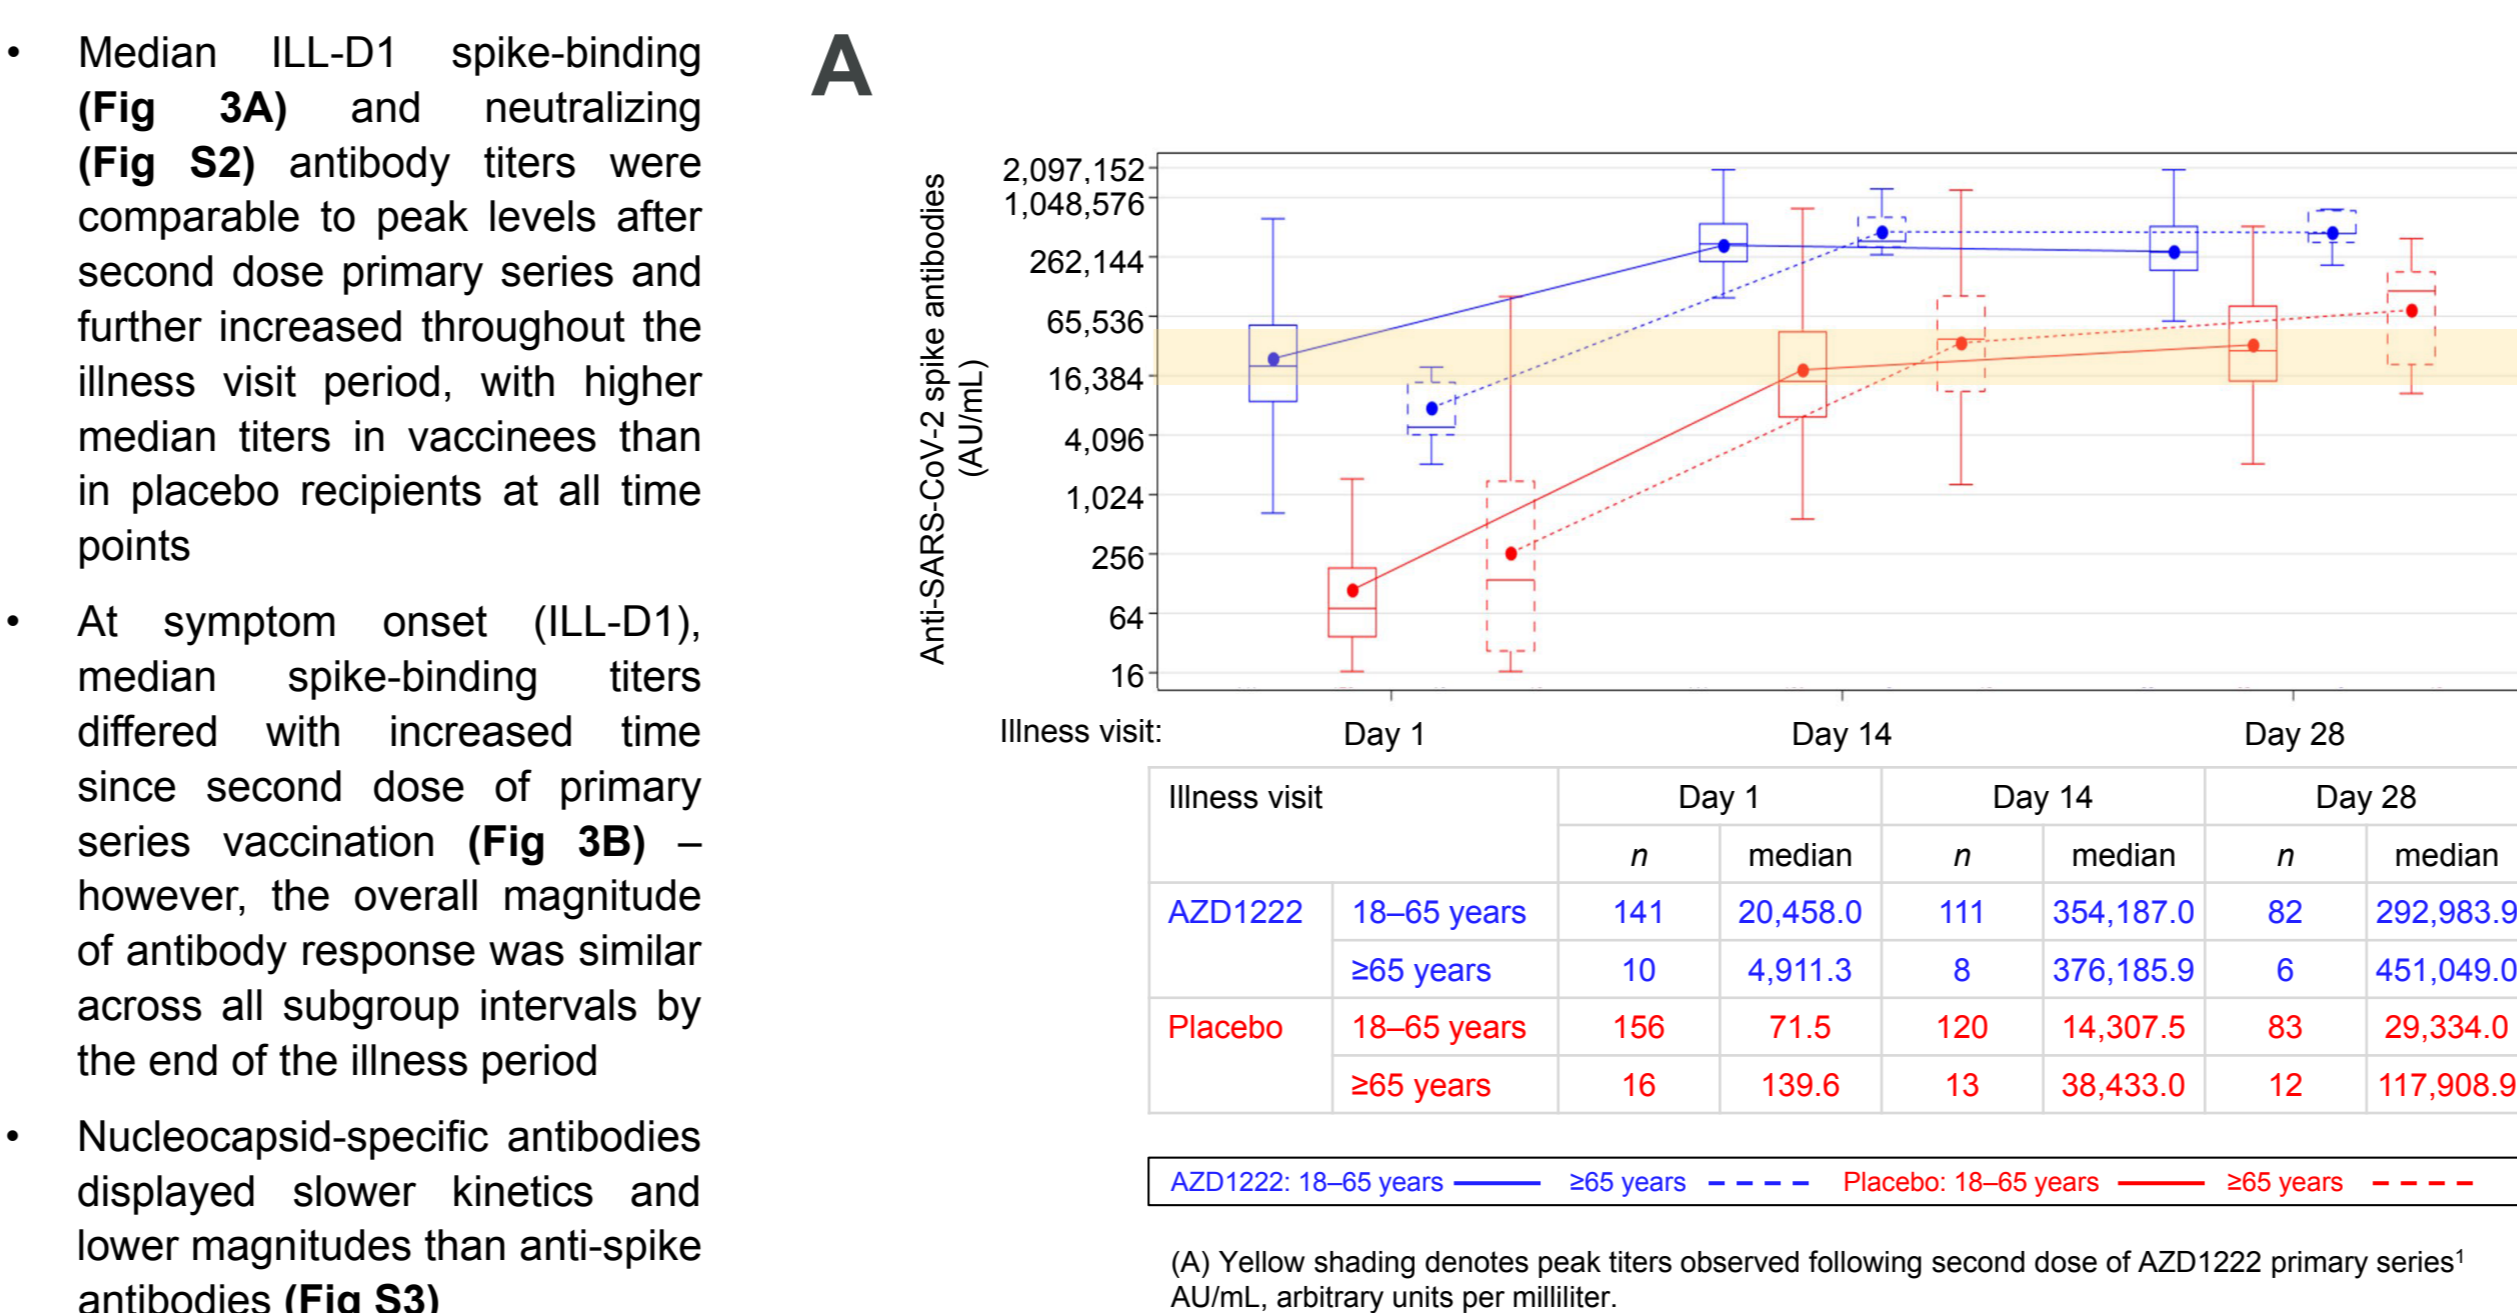 • Median ILL-D1 spike-binding
(Fig 3A) and neutralizing
(Fig S2) antibody titers were
comparable to peak levels after
second dose primary series and
further increased throughout the
illness visit period, with higher
median titers in vaccinees than
in placebo recipients at all time
points
• At symptom onset (ILL-D1),
median spike-binding titers
differed with increased time
since second dose of primary
series vaccination (Fig 3B) –
however, the overall magnitude
of antibody response was similar
across all subgroup intervals by
the end of the illness period
• Nucleocapsid-specific antibodies
displayed slower kinetics and
lower magnitudes than anti-spike
antibodies (Fig S3)
A
Anti-SARS-CoV-2 spike antibodies
(AU/mL)
2,097,152
1,048,576
262,144
65,536
16,384
4,096
1,024
256
64
16
Illness visit: Day 1 Day 14 Day 28
Illness visit Day 1 Day 14 Day 28
n median n median n median
AZD1222 18–65 years 141 20,458.0 111 354,187.0 82 292,983.9
≥65 years 10 4,911.3 8 376,185.9 6 451,049.0
Placebo 18–65 years 156 71.5 120 14,307.5 83 29,334.0
≥65 years 16 139.6 13 38,433.0 12 117,908.9
AZD1222: 18–65 years ≥65 years Placebo: 18–65 years ≥65 years
(A) Yellow shading denotes peak titers observed following second dose of AZD1222 primary series¹
AU/mL, arbitrary units per milliliter.